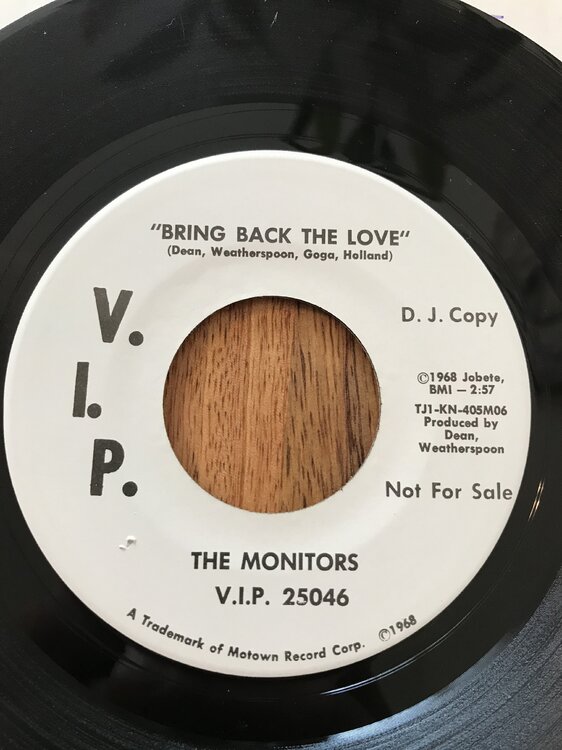 "BRING BACK THE LOVE"
(Dean, Weatherspoon, Goga, Holland)
V.
I.
P.
D. J. Copy
©1968 Jobete,
BMI — 2:57
TJ1-KN-405M06
Produced by
Dean,
Weatherspoon
Not For Sale
THE MONITORS
V.I.P. 25046
A Trademark of Motown Record Corp. ©1968